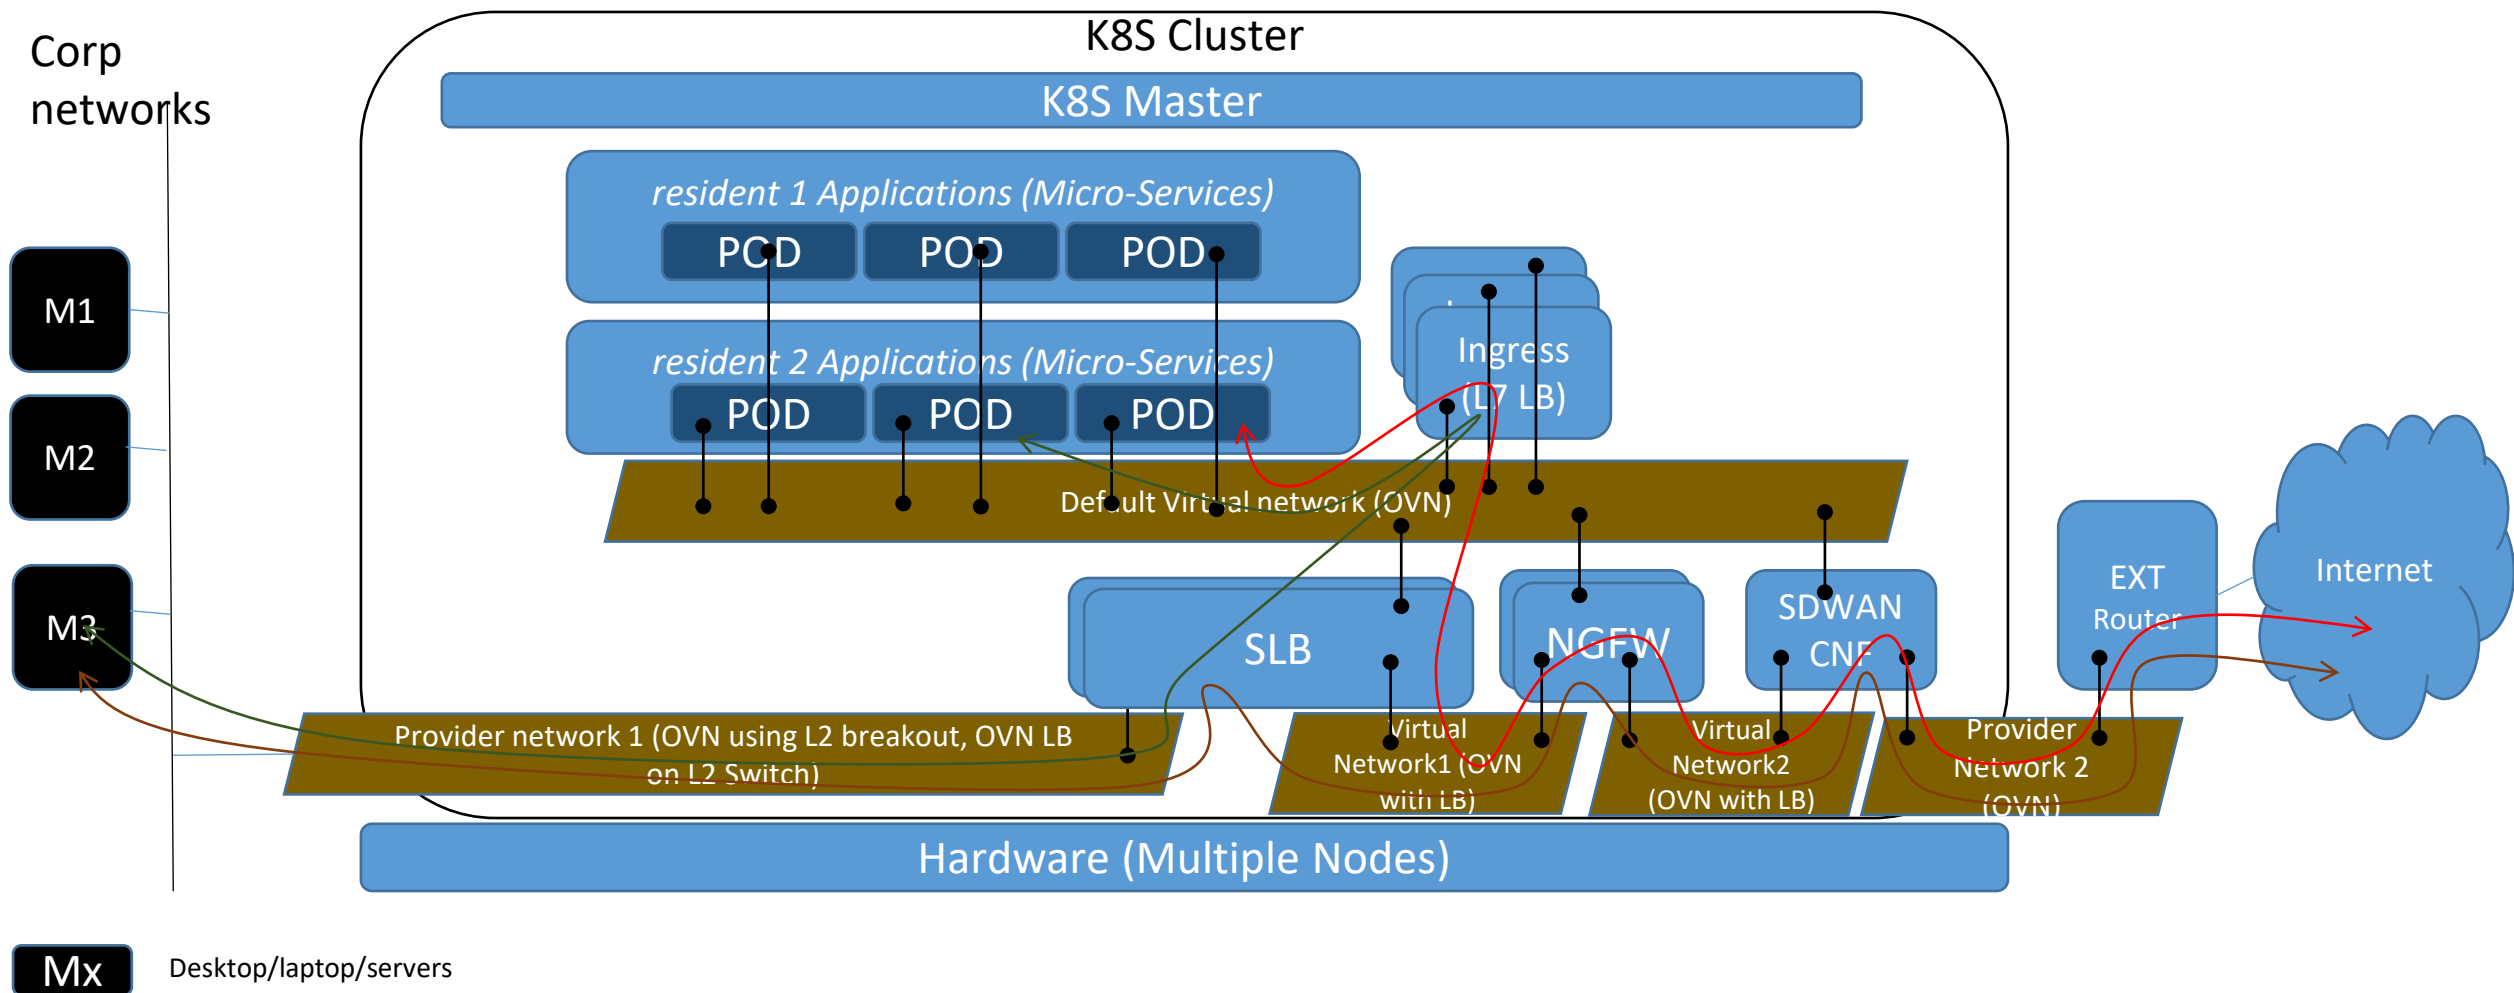 K8S Cluster
Corp
networks
K8S Master
resident 1 Applications (Micro-Services)
POD
POD
POD
M1
resident 2 Applications (Micro-Services)
POD
POD
POD
Ingress
(L7 LB)
M2
Default Virtual network (OVN)
M3
SLB
NGFW
SDWAN
CNF
EXT
Router
Internet
Provider network 1 (OVN using L2 breakout, OVN LB
on L2 Switch)
Virtual
Network1 (OVN
with LB)
Virtual
Network2
(OVN with LB)
Provider
Network 2
(OVN)
Hardware (Multiple Nodes)
Mx
Desktop/laptop/servers